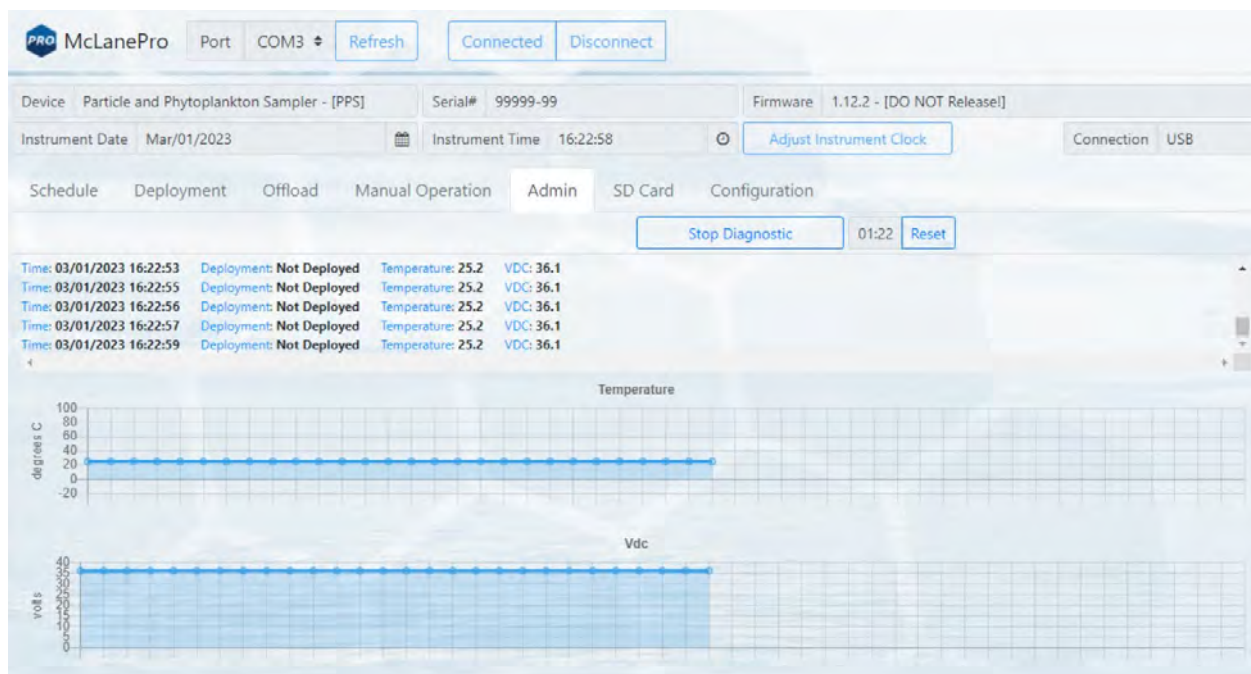 PRO McLanePro Port COM3 Refresh Connected Disconnect
Device Particle and Phytoplankton Sampler - [PPS] Serial# 99999-99 Firmware 1.12.2 - [DO NOT Release!]
Instrument Date Mar/01/2023 Instrument Time 16:22:58 Adjust Instrument Clock Connection USB
Schedule Deployment Offload Manual Operation Admin SD Card Configuration
Stop Diagnostic 01:22 Reset
Time: 03/01/2023 16:22:53 Deployment: Not Deployed Temperature: 25.2 VDC: 36.1
Time: 03/01/2023 16:22:55 Deployment: Not Deployed Temperature: 25.2 VDC: 36.1
Time: 03/01/2023 16:22:56 Deployment: Not Deployed Temperature: 25.2 VDC: 36.1
Time: 03/01/2023 16:22:57 Deployment: Not Deployed Temperature: 25.2 VDC: 36.1
Time: 03/01/2023 16:22:59 Deployment: Not Deployed Temperature: 25.2 VDC: 36.1
Temperature
degrees C
100
80
60
40
20
0
-20
Vdc
volts
40
35
30
25
20
15
10
5
0